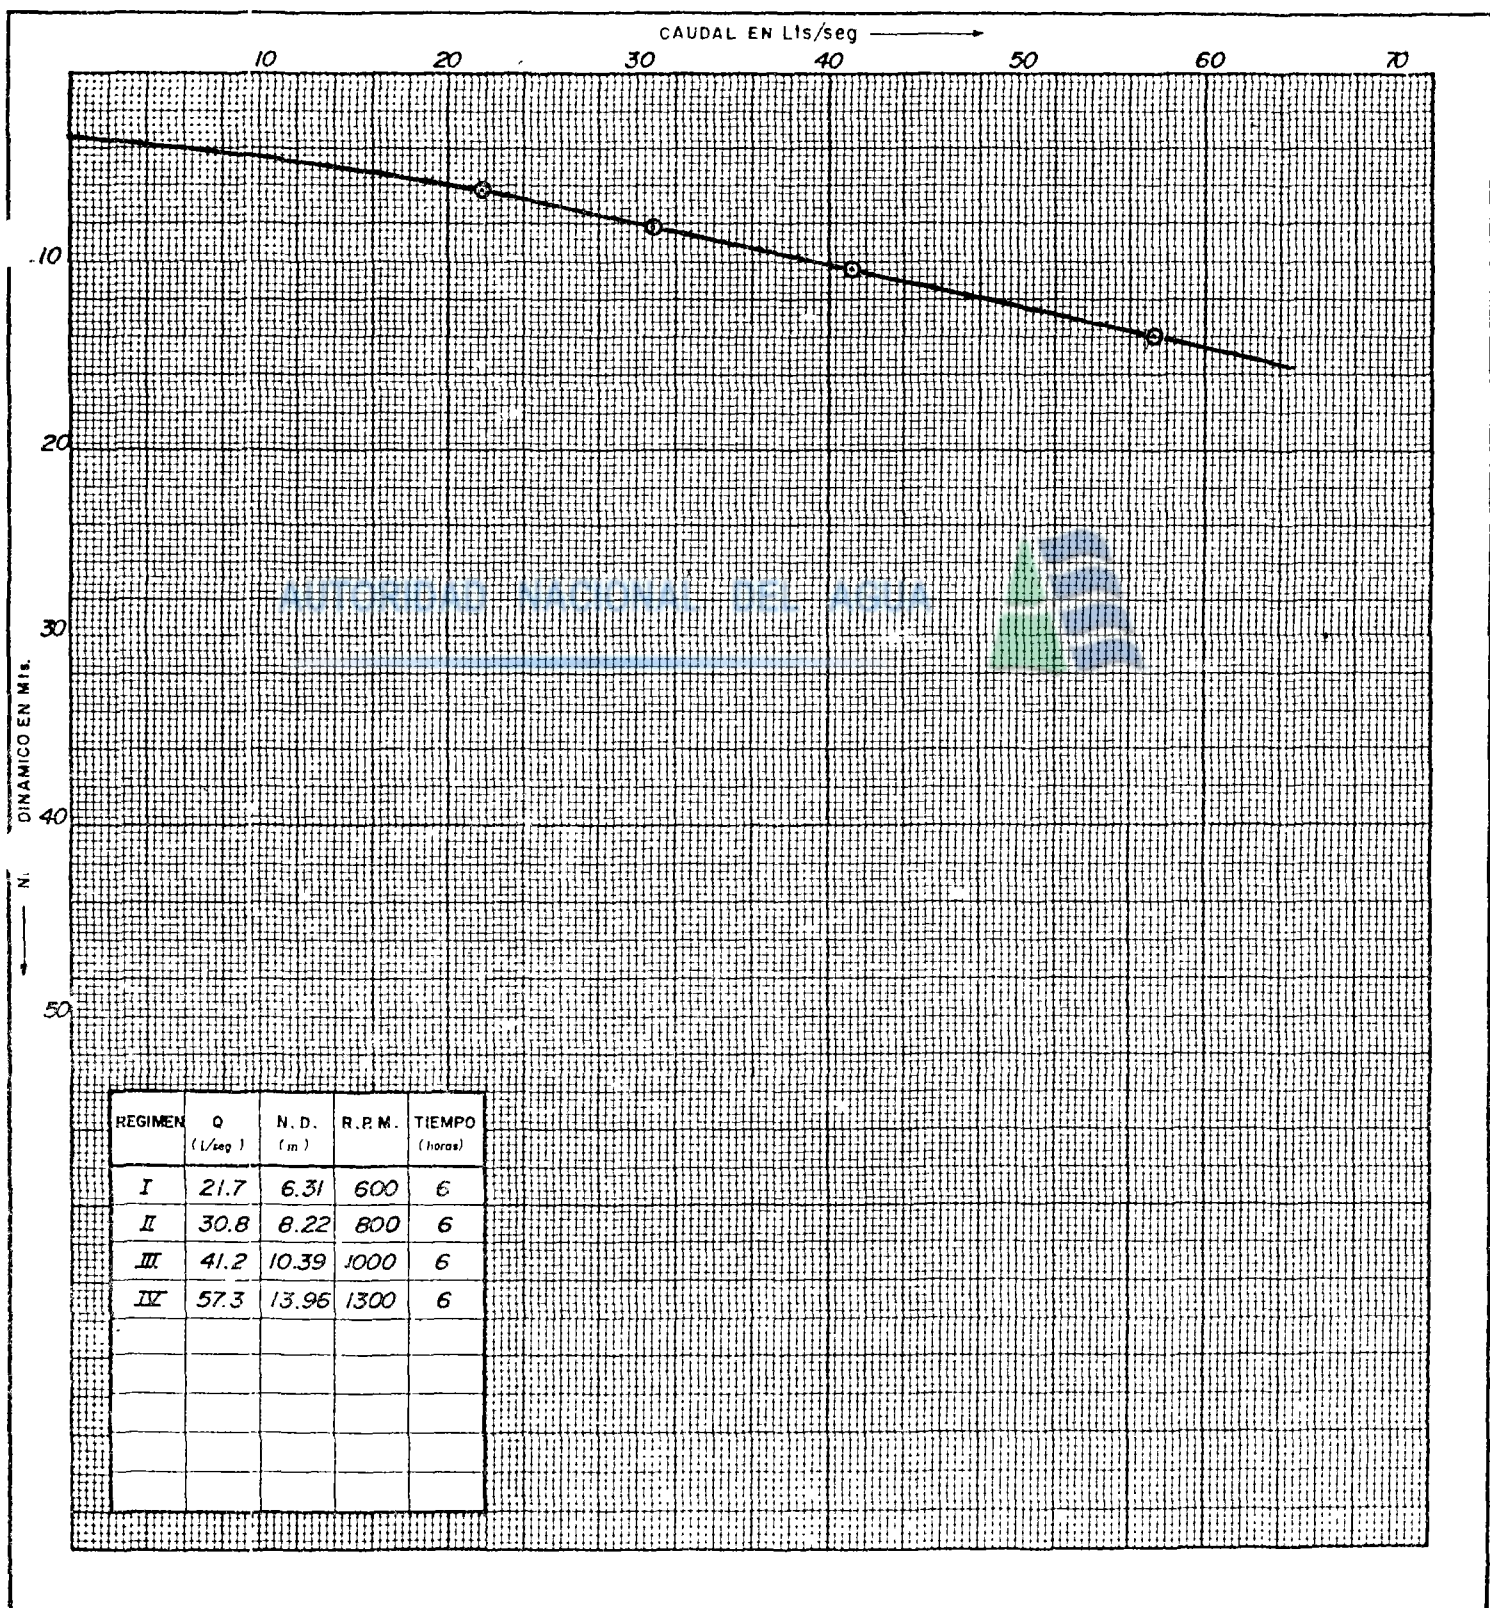 CAUDAL EN Lts/seg
10 20 30 40 50 60 70
10
20
30
40
50
N. DINAMICO EN Mts.
AUTORIDAD NACIONAL DEL AGUA
REGIMEN Q N.D. R.P.M. TIEMPO
(l/seg) (m) (horas)
I 21.7 6.31 600 6
II 30.8 8.22 800 6
III 41.2 10.39 1000 6
IV 57.3 13.96 1300 6